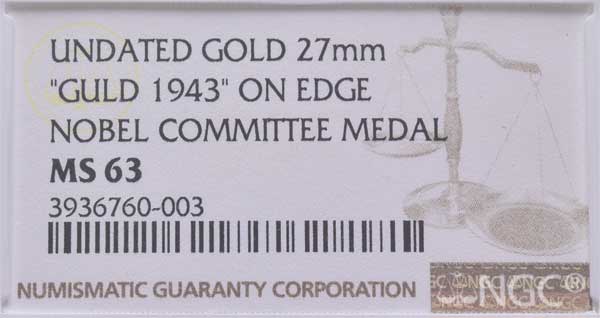 UNDATED GOLD 27mm
"GULD 1943" ON EDGE
NOBEL COMMITTEE MEDAL
MS 63
3936760-003
NUMISMATIC GUARANTY CORPORATION
NGC®